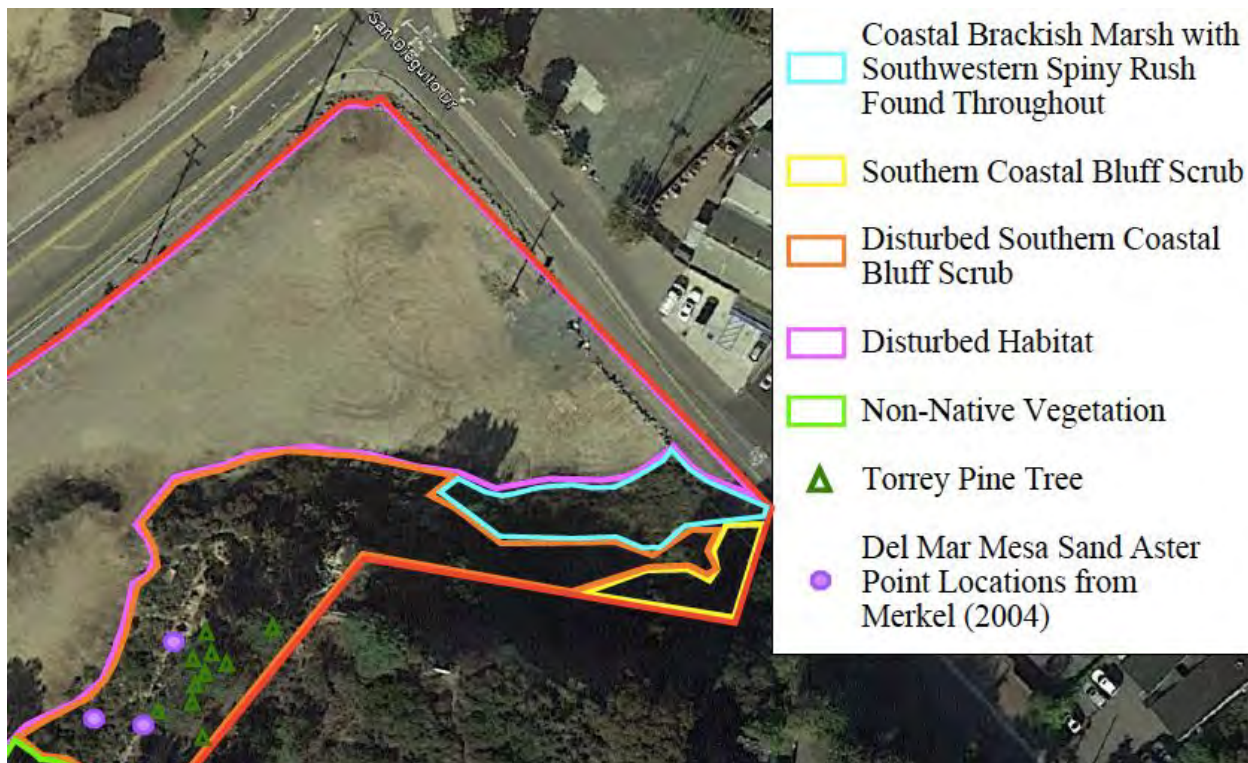 San Dieguito Dr
Coastal Brackish Marsh with
Southwestern Spiny Rush
Found Throughout
Southern Coastal Bluff Scrub
Disturbed Southern Coastal
Bluff Scrub
Disturbed Habitat
Non-Native Vegetation
Torrey Pine Tree
Del Mar Mesa Sand Aster
Point Locations from
Merkel (2004)